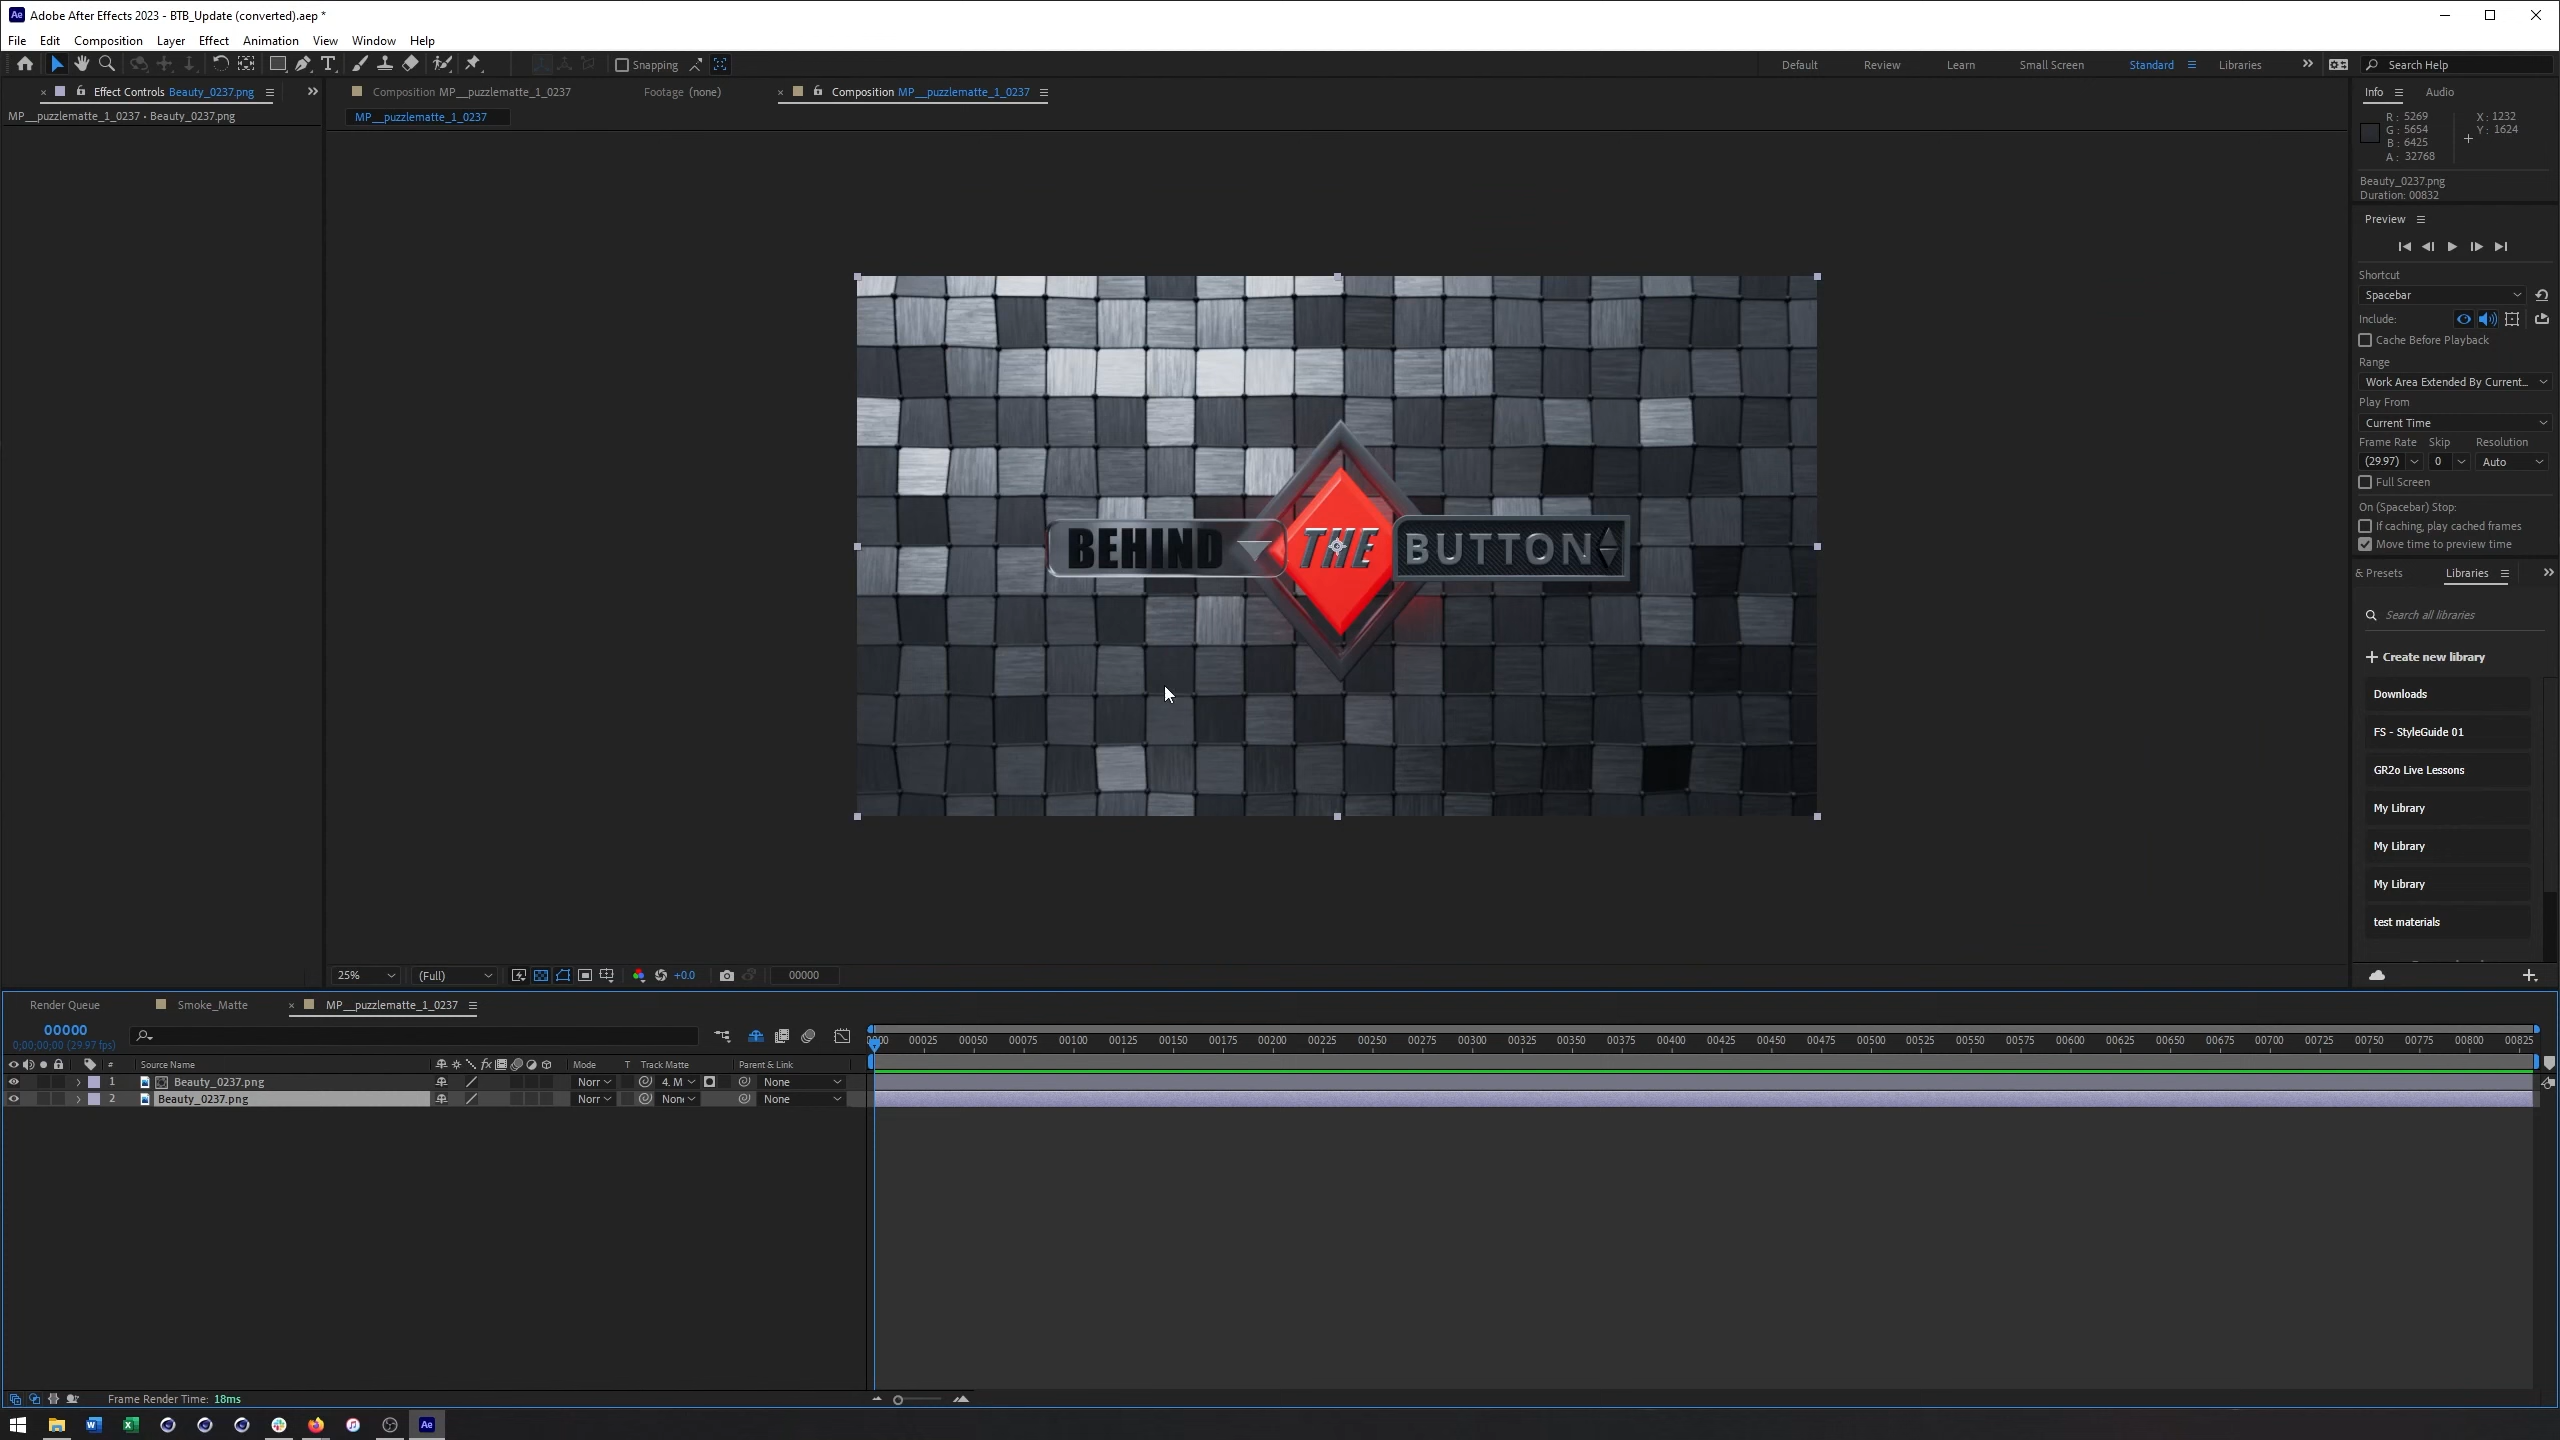 Adobe After Effects 2023 - BTB_Update (converted).aep *
File Edit Composition Layer Effect Animation View Window Help
Snapping
Default Review Learn Small Screen Standard Libraries
Search Help
Effect Controls Beauty_0237.png
Composition MP__puzzlematte_1_0237
Footage (none)
Composition MP__puzzlematte_1_0237
MP__puzzlematte_1_0237 • Beauty_0237.png
MP__puzzlematte_1_0237
Info Audio
R: 5269
G: 5654
B: 6425
A: 32768
X: 1232
Y: 1624
Beauty_0237.png
Duration: 00832
Preview
Shortcut
Spacebar
Include:
Cache Before Playback
Range
Work Area Extended By Current...
Play From
Current Time
Frame Rate Skip Resolution
(29.97) 0 Auto
Full Screen
On (Spacebar) Stop:
If caching, play cached frames
Move time to preview time
& Presets Libraries
Search all libraries
Create new library
Downloads
FS - StyleGuide 01
GR2o Live Lessons
My Library
My Library
My Library
test materials
BEHIND THE BUTTON
25% (Full) +0.0 00000
Render Queue Smoke_Matte MP__puzzlematte_1_0237
00000
0;00;00;00 (29.97 fps)
00025 00050 00075 00100 00125 00150 00175 00200 00225 00250 00275 00300 00325 00350 00375 00400 00425 00450 00475 00500 00525 00550 00575 00600 00625 00650 00675 00700 00725 00750 00775 00800 00825
# Source Name fx Mode T Track Matte Parent & Link
1 Beauty_0237.png Norr 4. M None
2 Beauty_0237.png Norr None None
Frame Render Time: 18ms
Ae